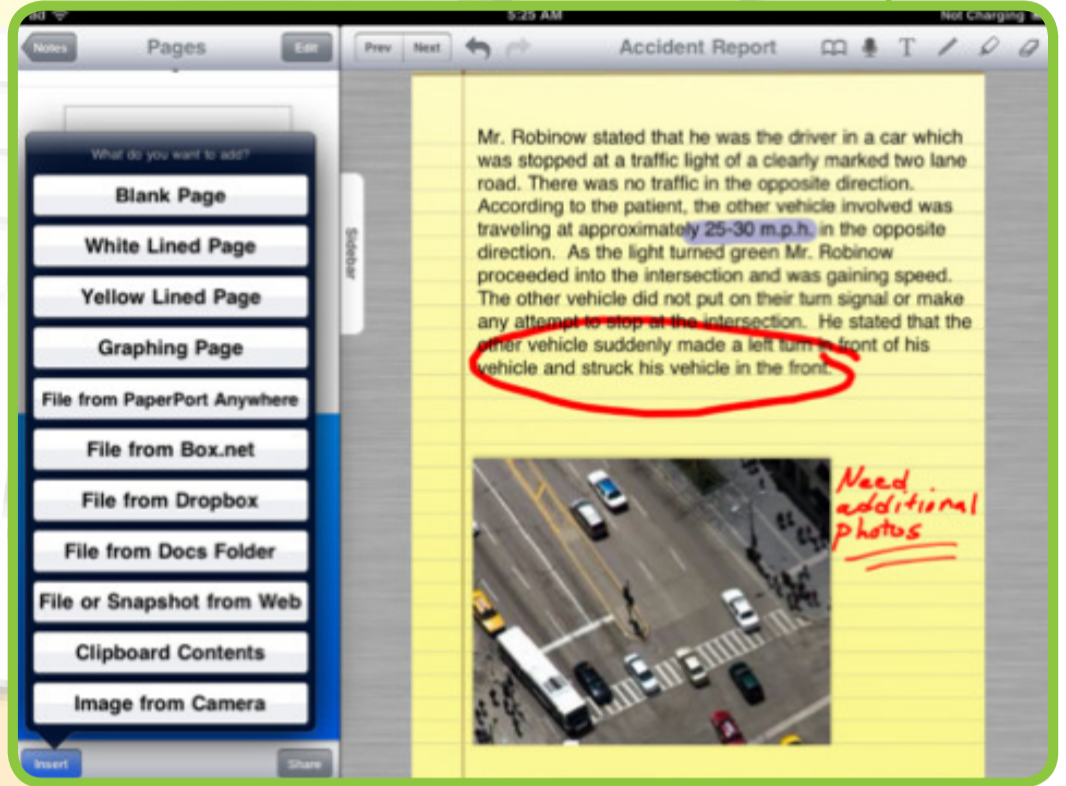 5:25 AM
Not Charging
Notes
Pages
Edit
Prev
Next
Accident Report
T
What do you want to add?
Blank Page
White Lined Page
Yellow Lined Page
Graphing Page
File from PaperPort Anywhere
File from Box.net
File from Dropbox
File from Docs Folder
File or Snapshot from Web
Clipboard Contents
Image from Camera
Insert
Share
Sidebar
Mr. Robinow stated that he was the driver in a car which
was stopped at a traffic light of a clearly marked two lane
road. There was no traffic in the opposite direction.
According to the patient, the other vehicle involved was
traveling at approximately 25-30 m.p.h. in the opposite
direction. As the light turned green Mr. Robinow
proceeded into the intersection and was gaining speed.
The other vehicle did not put on their turn signal or make
any attempt to stop at the intersection. He stated that the
other vehicle suddenly made a left turn in front of his
vehicle and struck his vehicle in the front.
Need
additional
photos